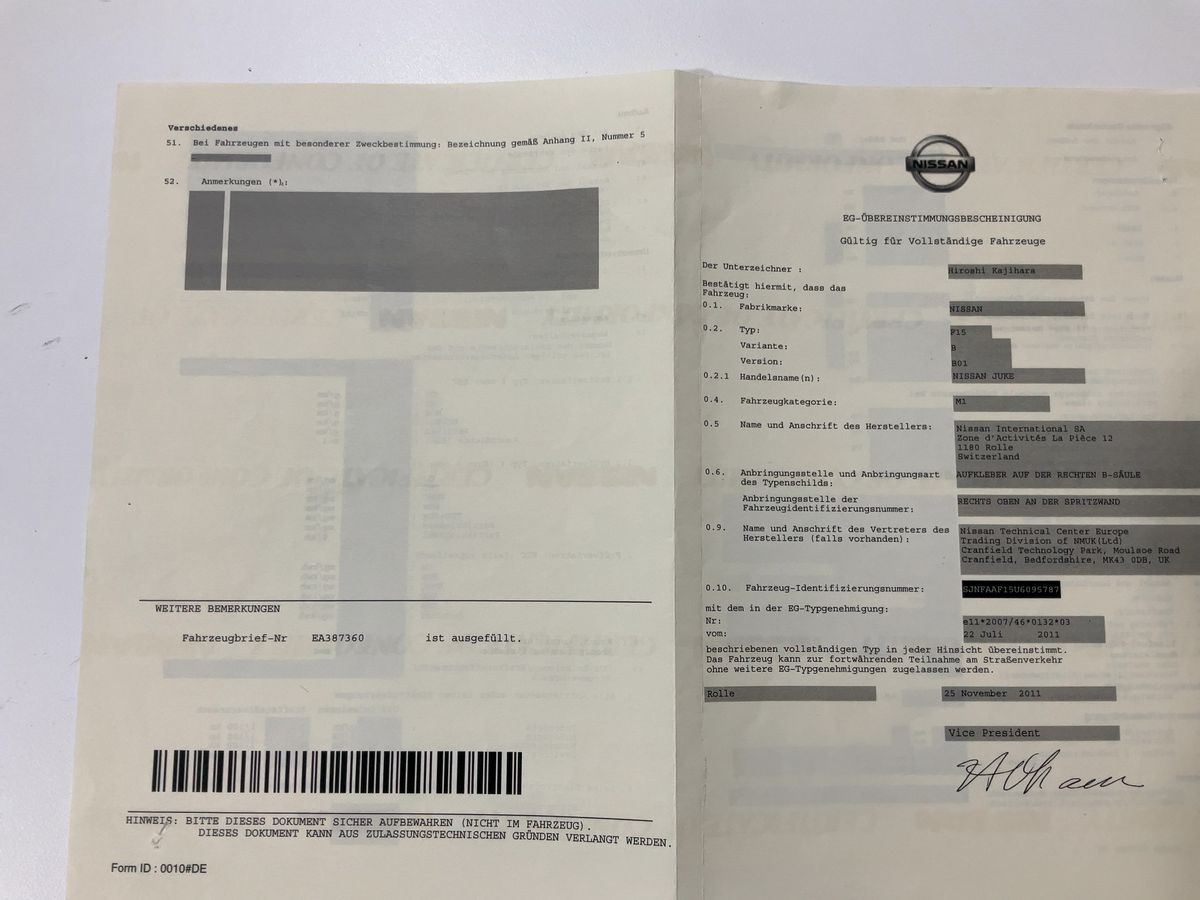 Verschiedenes
51. Bei Fahrzeugen mit besonderer Zweckbestimmung: Bezeichnung gemäß Anhang II, Nummer 5
52. Anmerkungen (*):
WEITERE BEMERKUNGEN
Fahrzeugbrief-Nr EA387360 ist ausgefüllt.
HINWEIS: BITTE DIESES DOKUMENT SICHER AUFBEWAHREN (NICHT IM FAHRZEUG).
DIESES DOKUMENT KANN AUS ZULASSUNGSTECHNISCHEN GRÜNDEN VERLANGT WERDEN.
Form ID : 0010#DE
NISSAN
EG-ÜBEREINSTIMMUNGSBESCHEINIGUNG
Gültig für Vollständige Fahrzeuge
Der Unterzeichner : Hiroshi Kajihara
Bestätigt hiermit, dass das
Fahrzeug:
0.1. Fabrikmarke: NISSAN
0.2. Typ: F15
Variante: B
Version: B01
0.2.1 Handelsname(n): NISSAN JUKE
0.4. Fahrzeugkategorie: M1
0.5 Name und Anschrift des Herstellers: Nissan International SA
Zone d'Activités La Pièce 12
1180 Rolle
Switzerland
0.6. Anbringungsstelle und Anbringungsart AUFKLEBER AUF DER RECHTEN B-SÄULE
des Typenschilds:
Anbringungsstelle der RECHTS OBEN AN DER SPRITZWAND
Fahrzeugidentifizierungsnummer:
0.9. Name und Anschrift des Vertreters des Nissan Technical Center Europe
Herstellers (falls vorhanden): Trading Division of NMUK(Ltd)
Cranfield Technology Park, Moulsoe Road
Cranfield, Bedfordshire, MK43 0DB, UK
0.10. Fahrzeug-Identifizierungsnummer: SJNFAAF15U6095787
mit dem in der EG-Typgenehmigung:
Nr: e11*2007/46*0132*03
vom: 22 Juli 2011
beschriebenen vollständigen Typ in jeder Hinsicht übereinstimmt.
Das Fahrzeug kann zur fortwährenden Teilnahme am Straßenverkehr
ohne weitere EG-Typgenehmigungen zugelassen werden.
Rolle 25 November 2011
Vice President